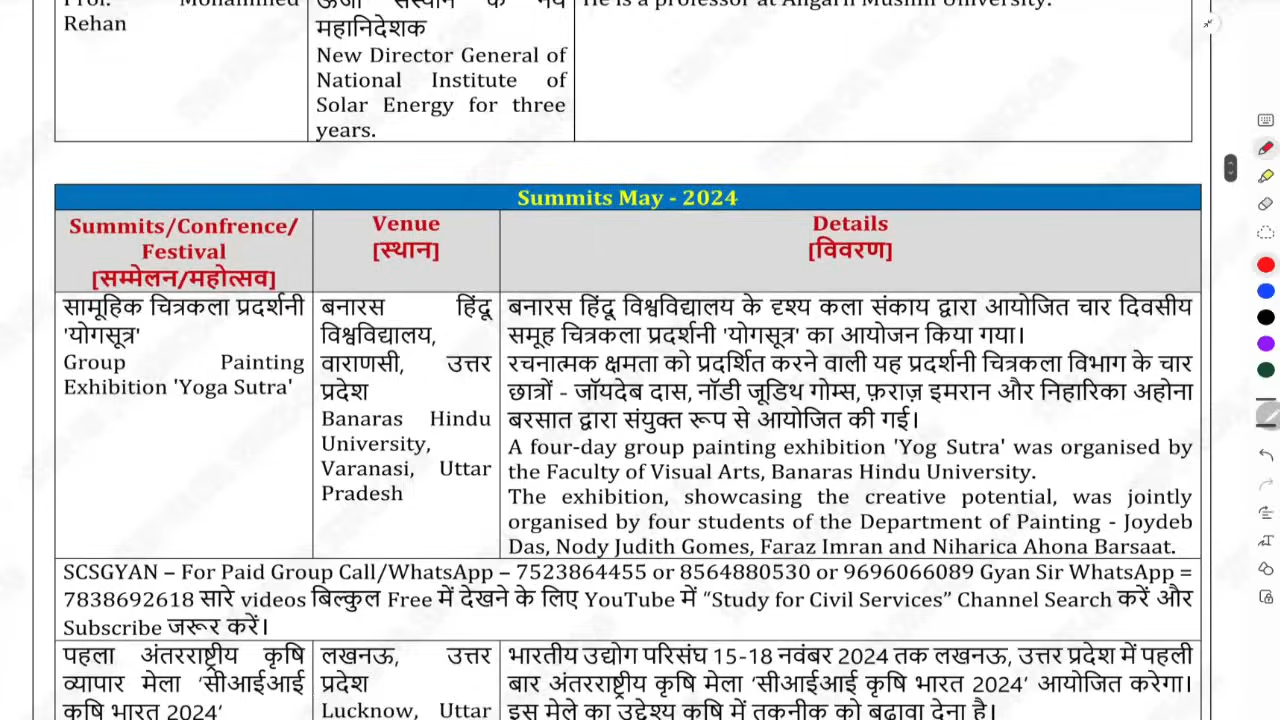 Prof. Mohammed
Rehan
ऊर्जा संस्थान के नव
महानिदेशक
New Director General of
National Institute of
Solar Energy for three
years.
He is a professor at Aligarh Muslim University.
Summits May - 2024
Summits/Confrence/
Festival
[सम्मेलन/महोत्सव]
Venue
[स्थान]
Details
[विवरण]
सामूहिक चित्रकला प्रदर्शनी
'योगसूत्र'
Group Painting
Exhibition 'Yoga Sutra'
बनारस हिंदू
विश्वविद्यालय,
वाराणसी, उत्तर
प्रदेश
Banaras Hindu
University,
Varanasi, Uttar
Pradesh
बनारस हिंदू विश्वविद्यालय के दृश्य कला संकाय द्वारा आयोजित चार दिवसीय
समूह चित्रकला प्रदर्शनी 'योगसूत्र' का आयोजन किया गया।
रचनात्मक क्षमता को प्रदर्शित करने वाली यह प्रदर्शनी चित्रकला विभाग के चार
छात्रों - जॉयदेब दास, नॉडी जूडिथ गोम्स, फ़राज़ इमरान और निहारिका अहोना
बरसात द्वारा संयुक्त रूप से आयोजित की गई।
A four-day group painting exhibition 'Yog Sutra' was organised by
the Faculty of Visual Arts, Banaras Hindu University.
The exhibition, showcasing the creative potential, was jointly
organised by four students of the Department of Painting - Joydeb
Das, Nody Judith Gomes, Faraz Imran and Niharica Ahona Barsaat.
SCSGYAN – For Paid Group Call/WhatsApp – 7523864455 or 8564880530 or 9696066089 Gyan Sir WhatsApp =
7838692618 सारे videos बिल्कुल Free में देखने के लिए YouTube में “Study for Civil Services” Channel Search करें और
Subscribe जरूर करें।
पहला अंतरराष्ट्रीय कृषि
व्यापार मेला ‘सीआईआई
कृषि भारत 2024’
लखनऊ, उत्तर
प्रदेश
Lucknow, Uttar
भारतीय उद्योग परिसंघ 15-18 नवंबर 2024 तक लखनऊ, उत्तर प्रदेश में पहली
बार अंतरराष्ट्रीय कृषि मेला ‘सीआईआई कृषि भारत 2024’ आयोजित करेगा।
इस मेले का उद्देश्य कृषि में तकनीक को बढ़ावा देना है।